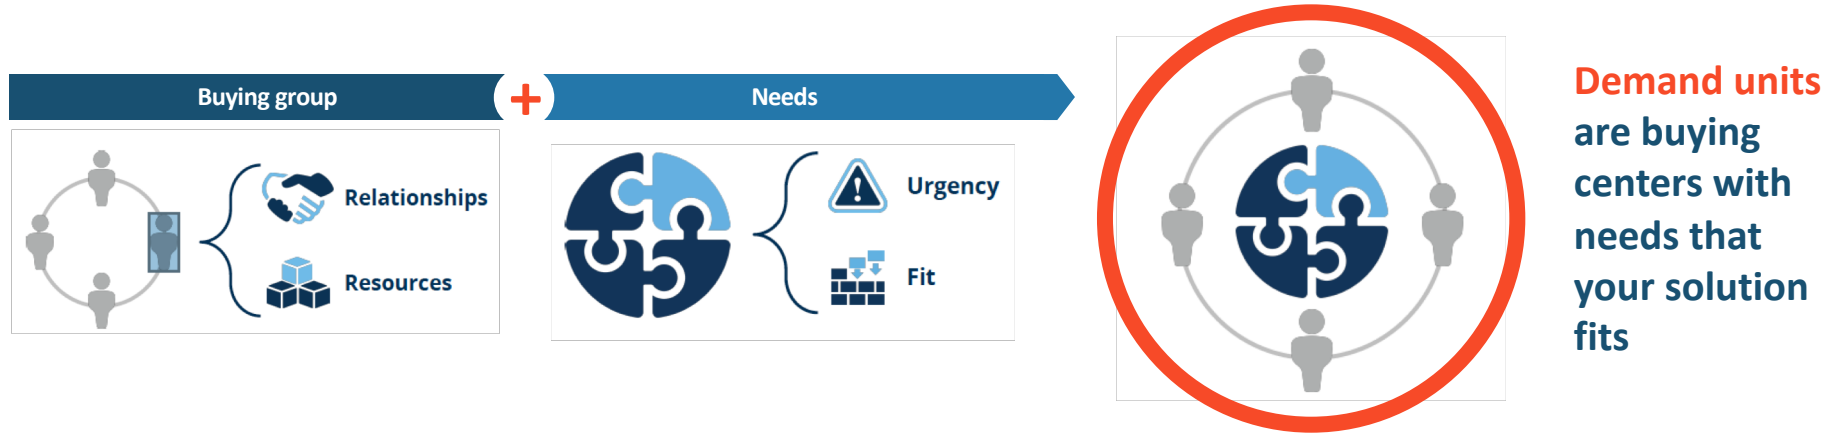 Buying group
+
Needs
Relationships
Resources
Urgency
Fit
Demand units
are buying
centers with
needs that
your solution
fits